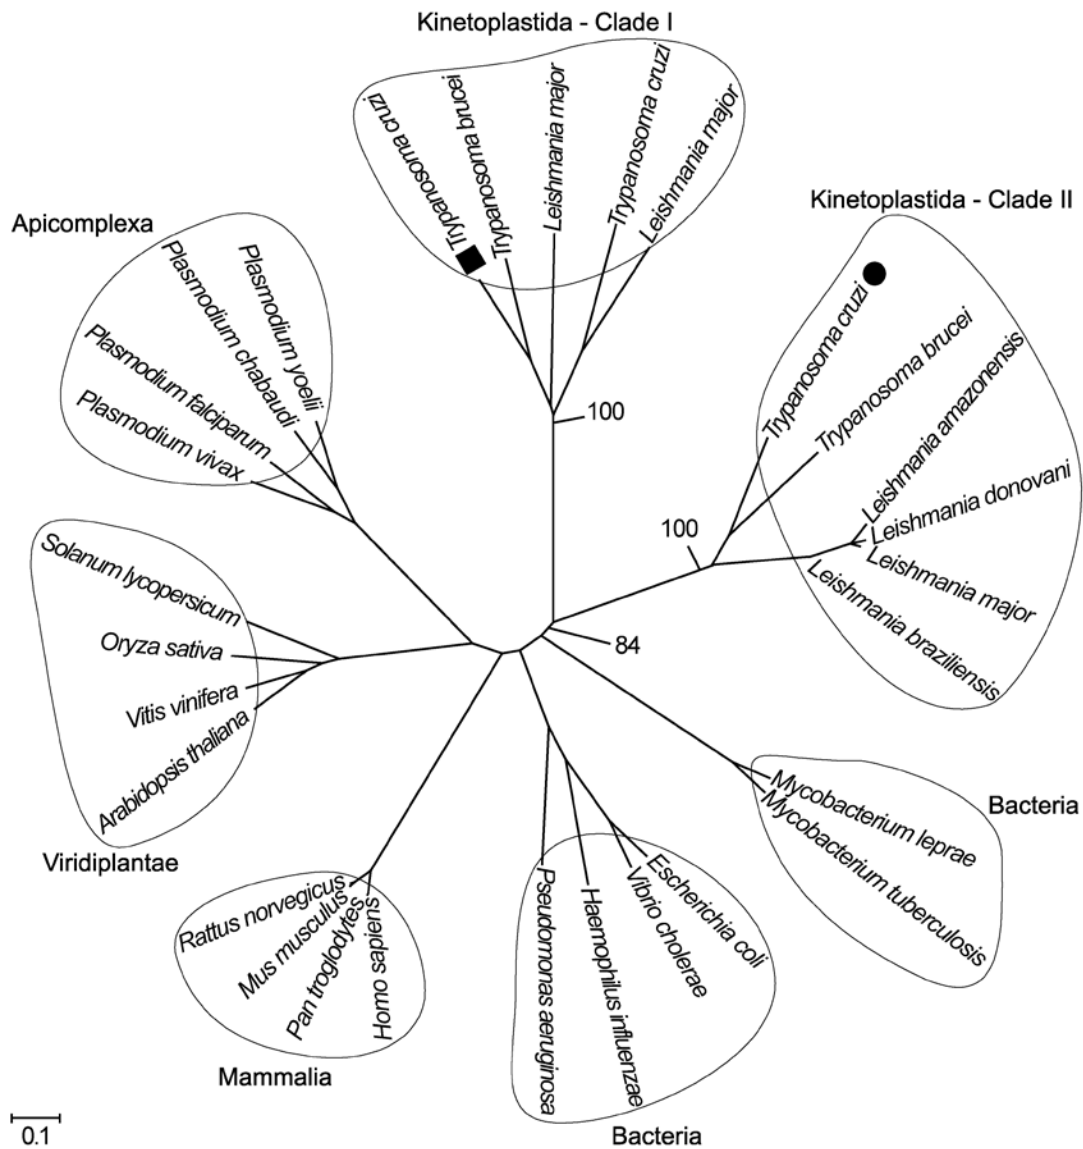 Kinetoplastida - Clade I
Trypanosoma cruzi
Trypanosoma brucei
Leishmania major
Trypanosoma cruzi
Leishmania major
Kinetoplastida - Clade II
Trypanosoma cruzi
Trypanosoma brucei
Leishmania amazonensis
Leishmania donovani
Leishmania major
Leishmania braziliensis
Apicomplexa
Plasmodium yoelii
Plasmodium chabaudi
Plasmodium falciparum
Plasmodium vivax
100
100
84
Solanum lycopersicum
Oryza sativa
Vitis vinifera
Arabidopsis thaliana
Viridiplantae
Rattus norvegicus
Mus musculus
Pan troglodytes
Homo sapiens
Mammalia
Pseudomonas aeruginosa
Haemophilus influenzae
Vibrio cholerae
Escherichia coli
Bacteria
Mycobacterium leprae
Mycobacterium tuberculosis
Bacteria
0.1